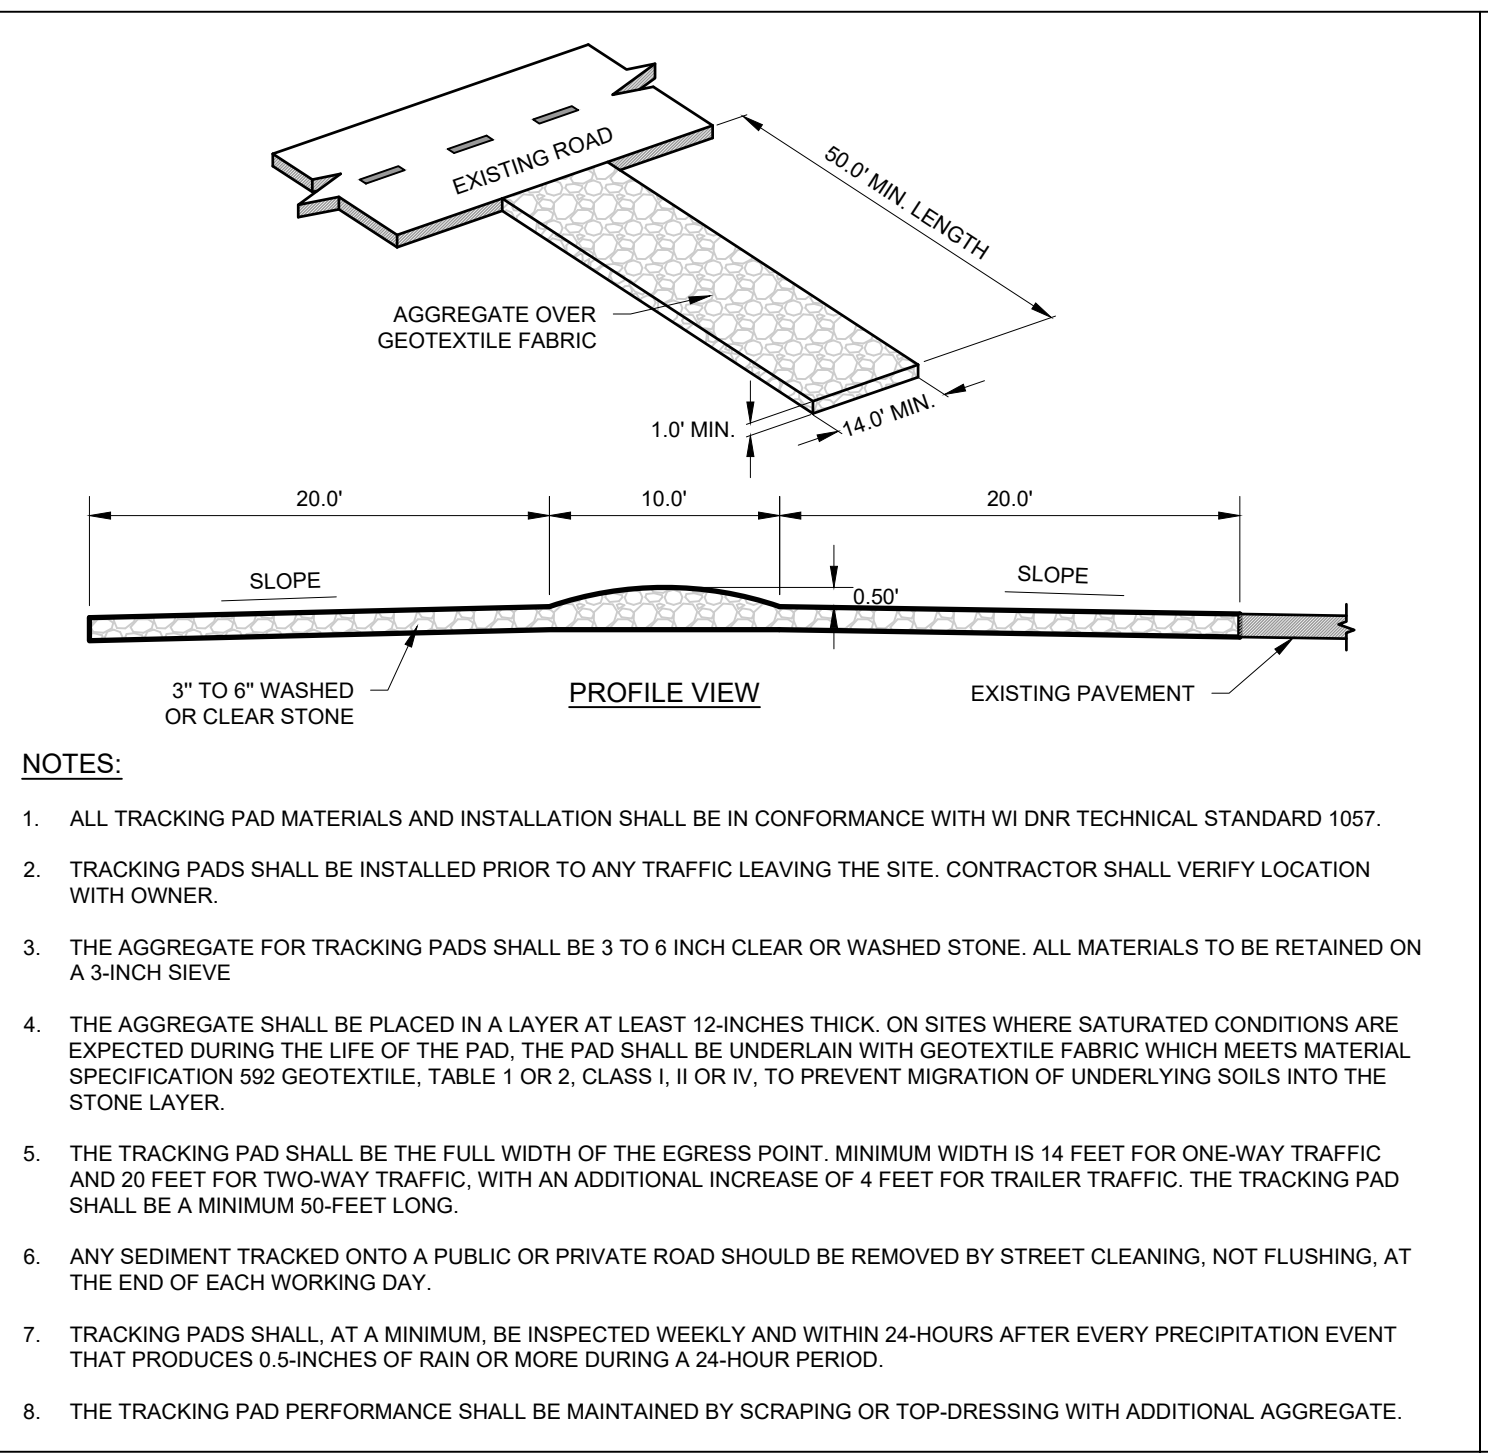 EXISTING ROAD
50.0' MIN. LENGTH
AGGREGATE OVER
GEOTEXTILE FABRIC
1.0' MIN.
14.0' MIN.
20.0'
10.0'
20.0'
SLOPE
SLOPE
0.50'
3" TO 6" WASHED
OR CLEAR STONE
PROFILE VIEW
EXISTING PAVEMENT
NOTES:
1. ALL TRACKING PAD MATERIALS AND INSTALLATION SHALL BE IN CONFORMANCE WITH WI DNR TECHNICAL STANDARD 1057.
2. TRACKING PADS SHALL BE INSTALLED PRIOR TO ANY TRAFFIC LEAVING THE SITE. CONTRACTOR SHALL VERIFY LOCATION
WITH OWNER.
3. THE AGGREGATE FOR TRACKING PADS SHALL BE 3 TO 6 INCH CLEAR OR WASHED STONE. ALL MATERIALS TO BE RETAINED ON
A 3-INCH SIEVE
4. THE AGGREGATE SHALL BE PLACED IN A LAYER AT LEAST 12-INCHES THICK. ON SITES WHERE SATURATED CONDITIONS ARE
EXPECTED DURING THE LIFE OF THE PAD, THE PAD SHALL BE UNDERLAIN WITH GEOTEXTILE FABRIC WHICH MEETS MATERIAL
SPECIFICATION 592 GEOTEXTILE, TABLE 1 OR 2, CLASS I, II OR IV, TO PREVENT MIGRATION OF UNDERLYING SOILS INTO THE
STONE LAYER.
5. THE TRACKING PAD SHALL BE THE FULL WIDTH OF THE EGRESS POINT. MINIMUM WIDTH IS 14 FEET FOR ONE-WAY TRAFFIC
AND 20 FEET FOR TWO-WAY TRAFFIC, WITH AN ADDITIONAL INCREASE OF 4 FEET FOR TRAILER TRAFFIC. THE TRACKING PAD
SHALL BE A MINIMUM 50-FEET LONG.
6. ANY SEDIMENT TRACKED ONTO A PUBLIC OR PRIVATE ROAD SHOULD BE REMOVED BY STREET CLEANING, NOT FLUSHING, AT
THE END OF EACH WORKING DAY.
7. TRACKING PADS SHALL, AT A MINIMUM, BE INSPECTED WEEKLY AND WITHIN 24-HOURS AFTER EVERY PRECIPITATION EVENT
THAT PRODUCES 0.5-INCHES OF RAIN OR MORE DURING A 24-HOUR PERIOD.
8. THE TRACKING PAD PERFORMANCE SHALL BE MAINTAINED BY SCRAPING OR TOP-DRESSING WITH ADDITIONAL AGGREGATE.